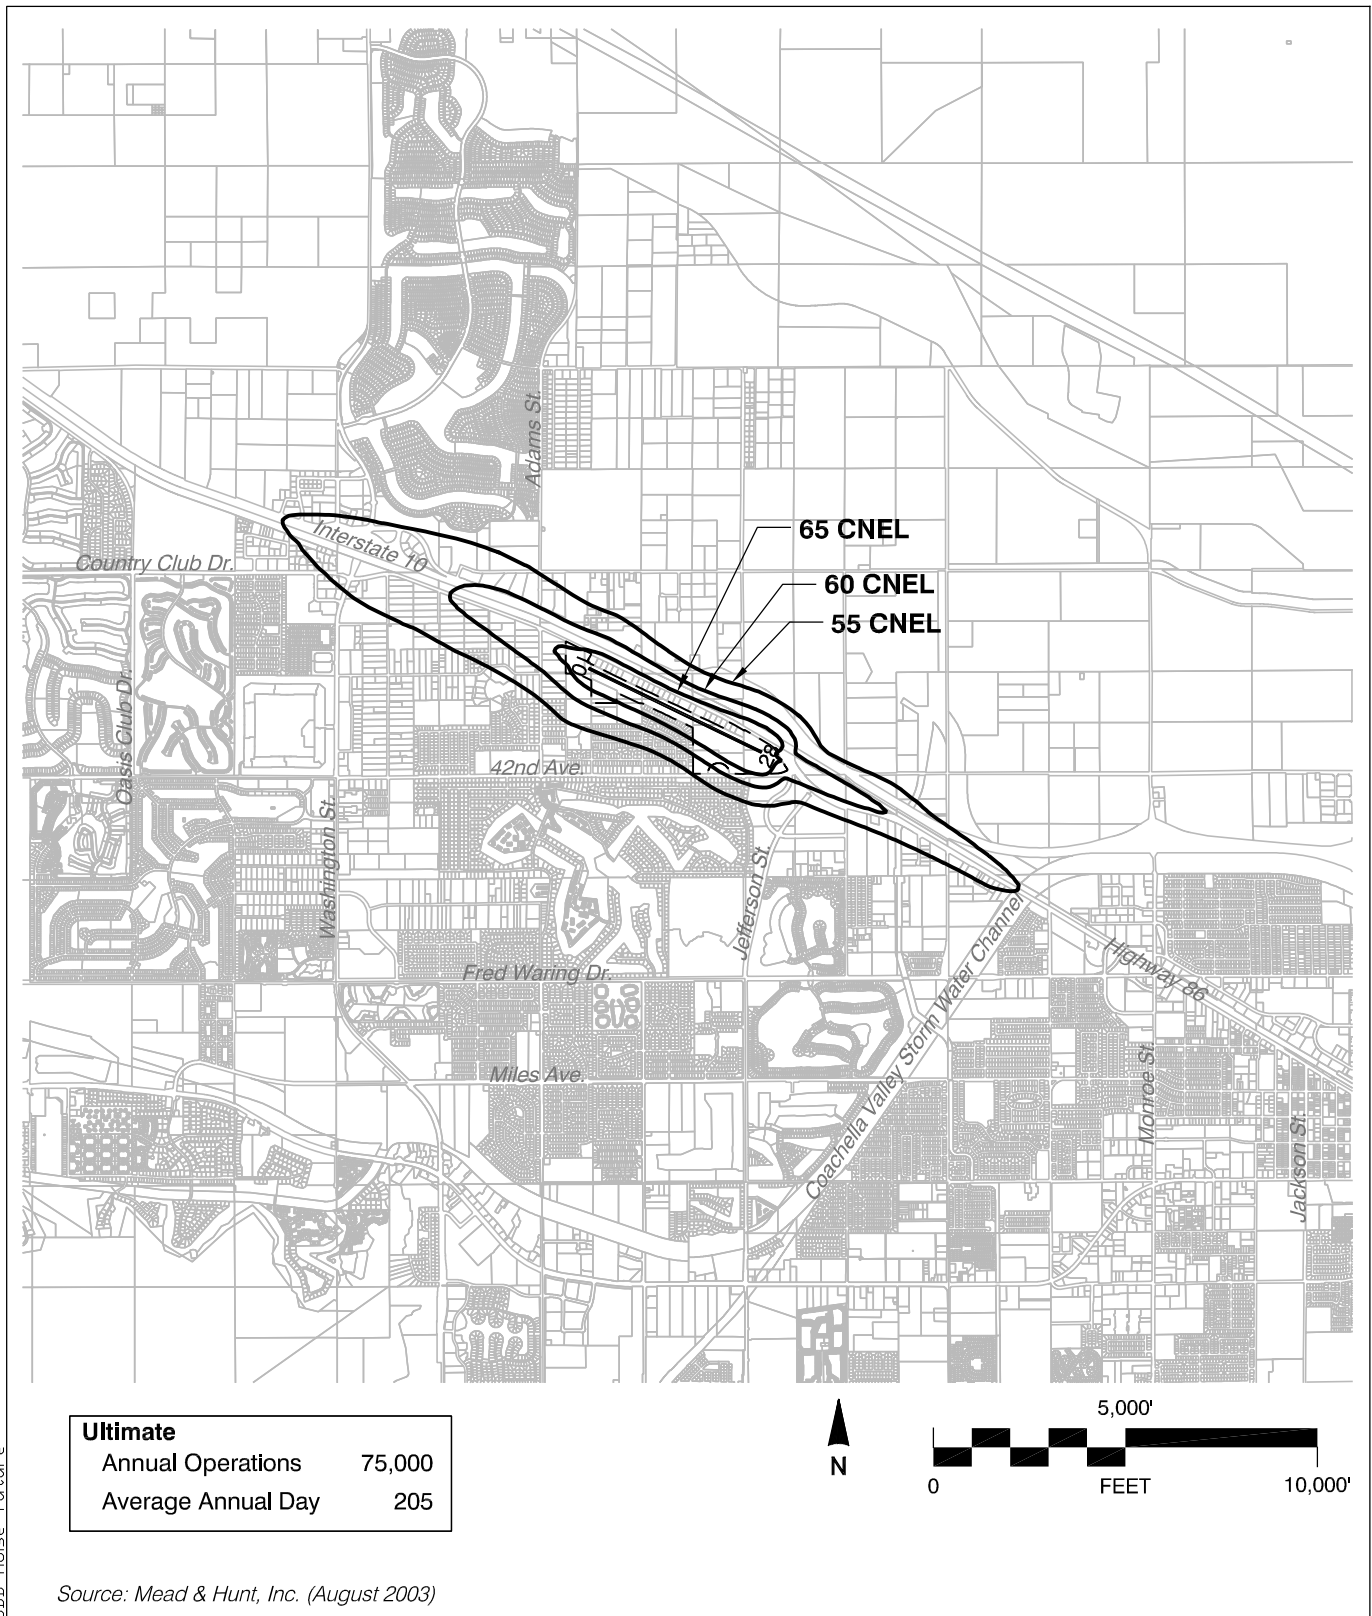 Adams St.
65 CNEL
Interstate 10
Country Club Dr.
60 CNEL
55 CNEL
Oasis Club Dr.
28
42nd Ave.
Washington St.
Jefferson St.
Fred Waring Dr.
Highway 86
Coachella Valley Storm Water Channel
Miles Ave.
Monroe St.
Jackson St.
Ultimate
Annual Operations 75,000
Average Annual Day 205
N
5,000'
0 FEET 10,000'
Source: Mead & Hunt, Inc. (August 2003)